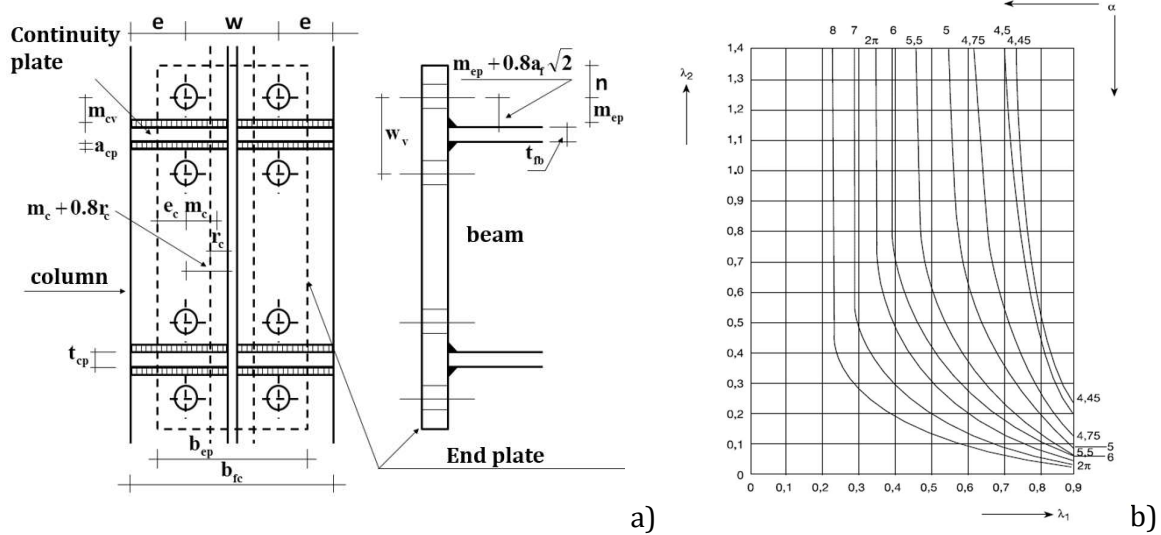 e w e
Continuity
plate
m_cv
a_cp
m_c + 0.8r_c
e_c m_c
r_c
column
t_cp
b_ep
b_fc
m_ep + 0.8a_f √2
n
m_ep
w_v
t_fb
beam
End plate
a)
α
8 7 2π 6 5,5 5 4,75 4,5 4,45
λ₂
1,4
1,3
1,2
1,1
1,0
0,9
0,8
0,7
0,6
0,5
0,4
0,3
0,2
0,1
0
4,45
4,75
5
5,5
6
2π
0 0,1 0,2 0,3 0,4 0,5 0,6 0,7 0,8 0,9
λ₁
b)